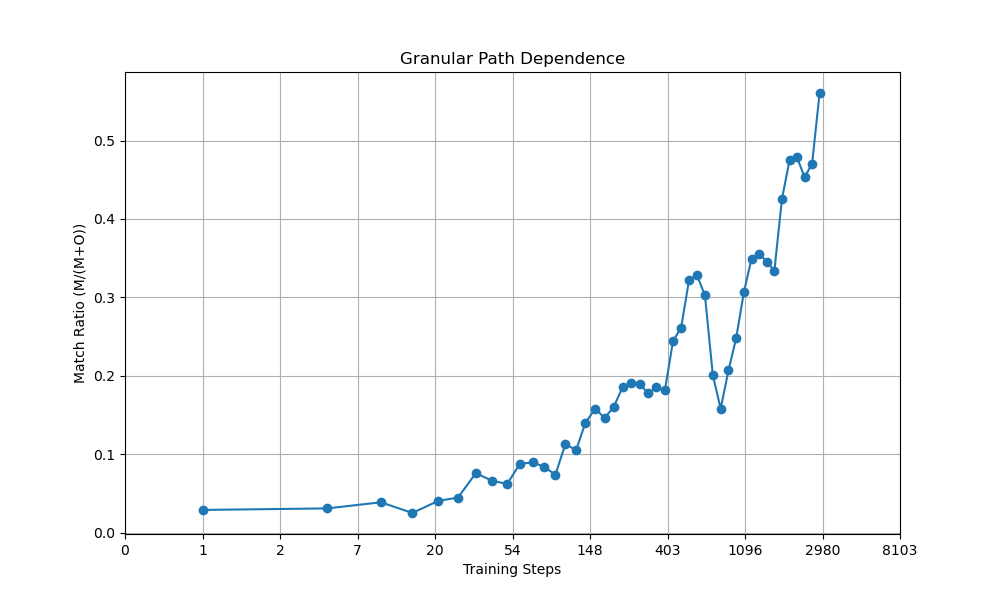 Granular Path Dependence
Match Ratio (M/(M+O))
0.5
0.4
0.3
0.2
0.1
0.0
0 1 2 7 20 54 148 403 1096 2980 8103
Training Steps